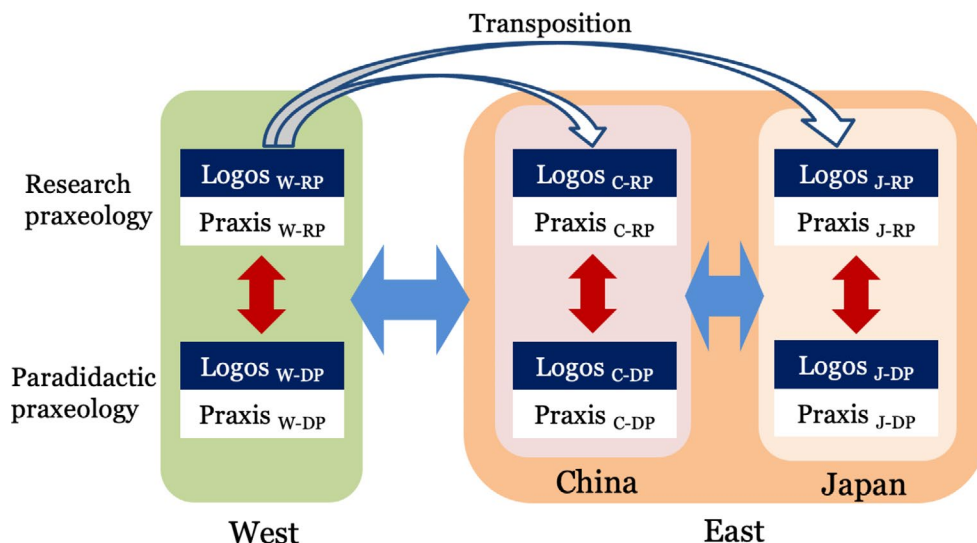 Transposition
Research
praxeology
Logos W-RP
Praxis W-RP
Logos C-RP
Praxis C-RP
Logos J-RP
Praxis J-RP
Paradidactic
praxeology
Logos W-DP
Praxis W-DP
Logos C-DP
Praxis C-DP
Logos J-DP
Praxis J-DP
China
Japan
West
East